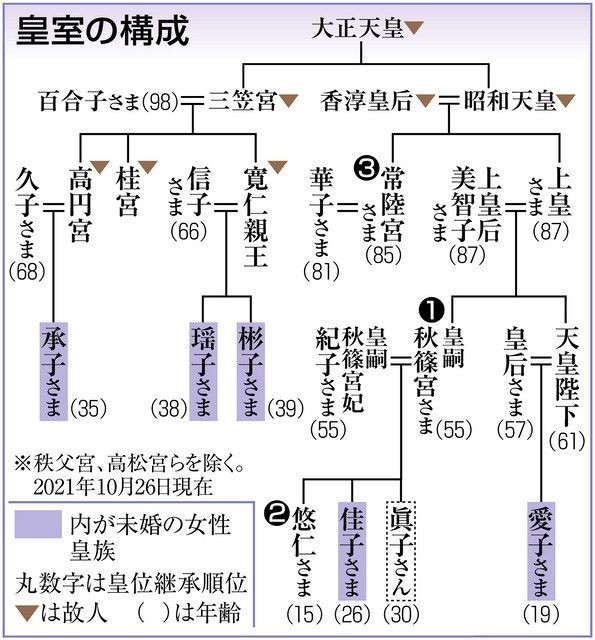 皇室の構成
大正天皇▼
百合子さま(98)
三笠宮▼
香淳皇后▼
昭和天皇▼
久子さま
(68)
高円宮▼
桂宮▼
信子さま
(66)
寛仁親王▼
華子さま
(81)
❸
常陸宮さま
(85)
上皇后
美智子さま
(87)
上皇さま
(87)
承子さま
(35)
瑶子さま
(38)
彬子さま
(39)
皇嗣
秋篠宮妃
紀子さま
(55)
❶
皇嗣
秋篠宮さま
(55)
皇后さま
(57)
天皇陛下
(61)
❷
悠仁さま
(15)
佳子さま
(26)
眞子さん
(30)
愛子さま
(19)
※秩父宮、高松宮らを除く。
2021年10月26日現在
内が未婚の女性
皇族
丸数字は皇位継承順位
▼は故人 ( )は年齢